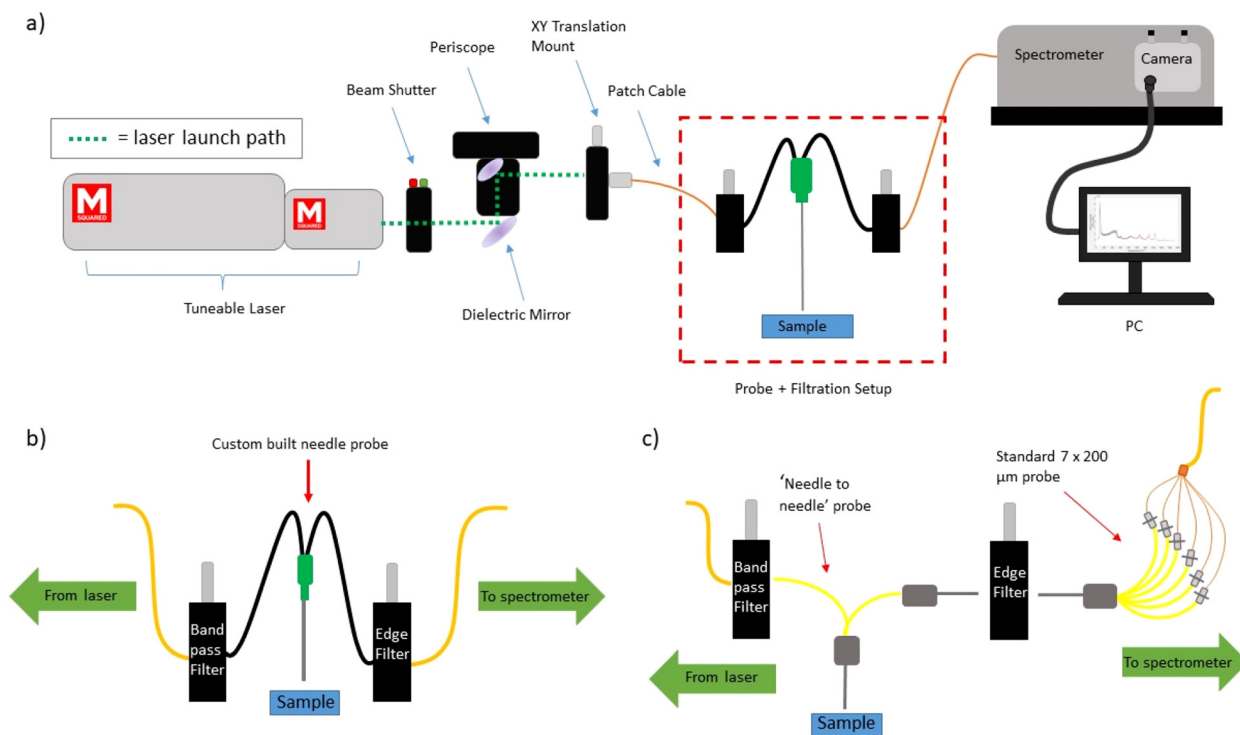 a)
XY Translation
Mount
Periscope
Beam Shutter
Patch Cable
Spectrometer
Camera
= laser launch path
M
SQUARED
M
SQUARED
Tuneable Laser
Dielectric Mirror
Sample
PC
Probe + Filtration Setup
b)
Custom built needle probe
From laser
To spectrometer
Band
pass
Filter
Edge
Filter
Sample
c)
Standard 7 x 200
µm probe
‘Needle to
needle’ probe
Band
pass
Filter
Edge
Filter
From laser
To spectrometer
Sample